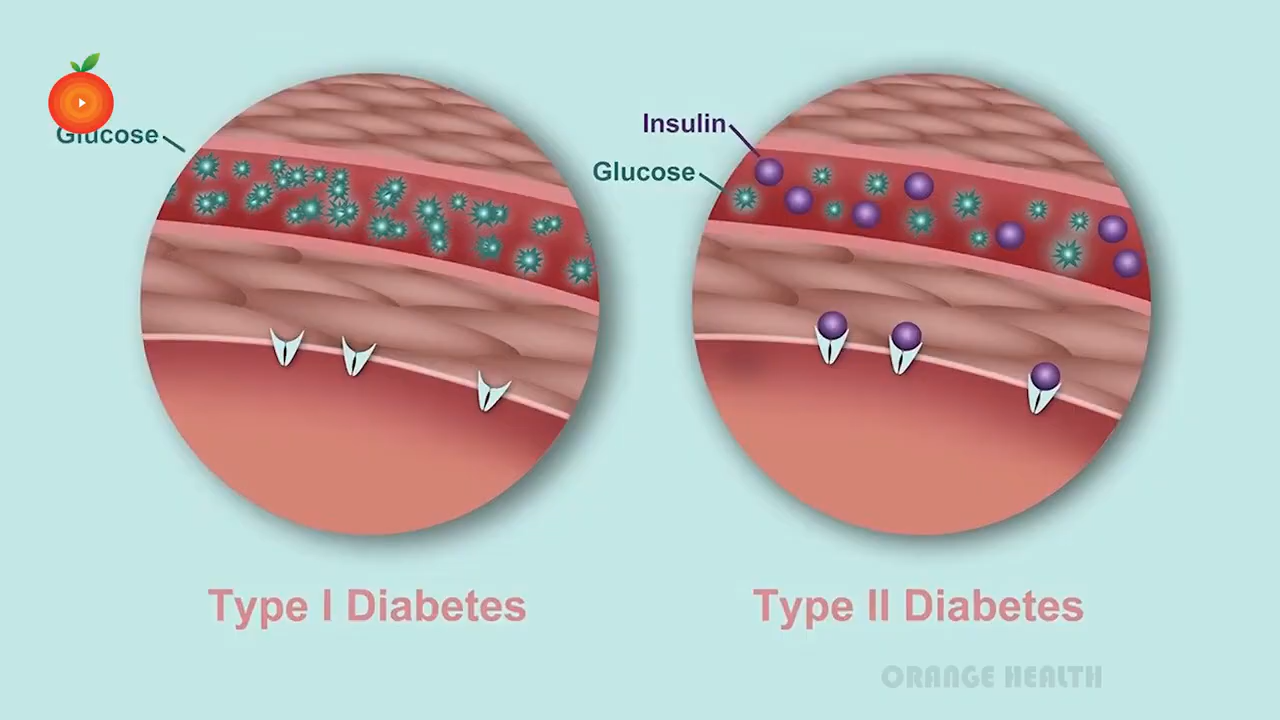 Glucose
Insulin
Glucose
Type I Diabetes
Type II Diabetes
ORANGE HEALTH